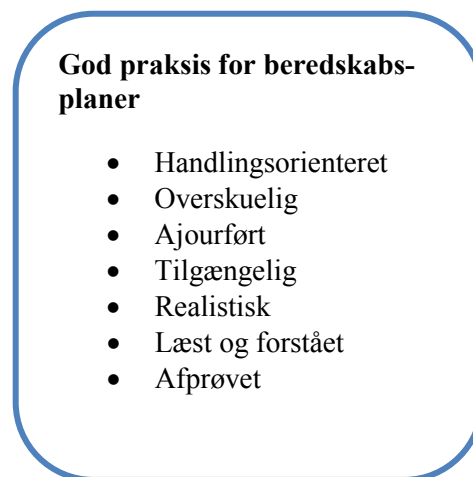 God praksis for beredskabs-
planer
• Handlingsorienteret
• Overskuelig
• Ajourført
• Tilgængelig
• Realistisk
• Læst og forstået
• Afprøvet